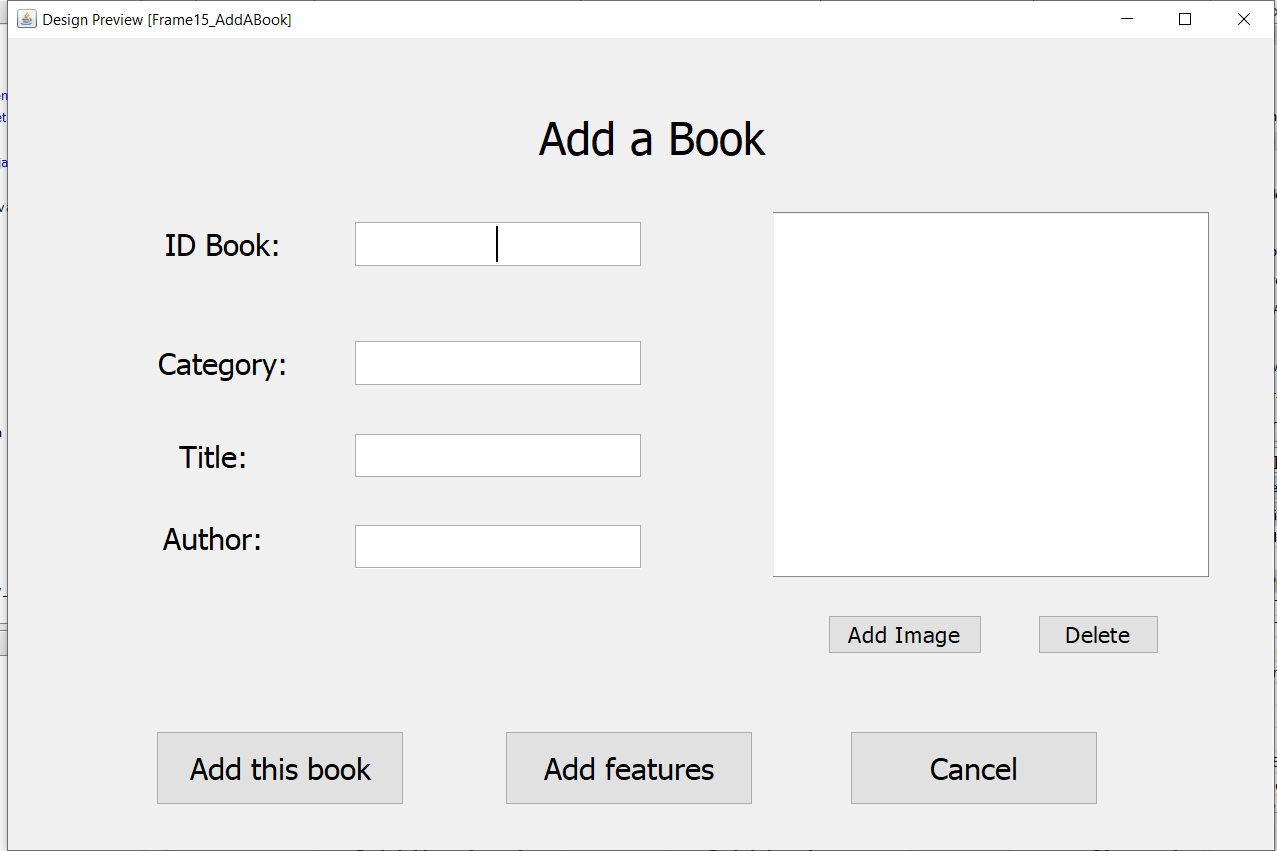 Design Preview [Frame15_AddABook]
Add a Book
ID Book:
Category:
Title:
Author:
Add Image
Delete
Add this book
Add features
Cancel